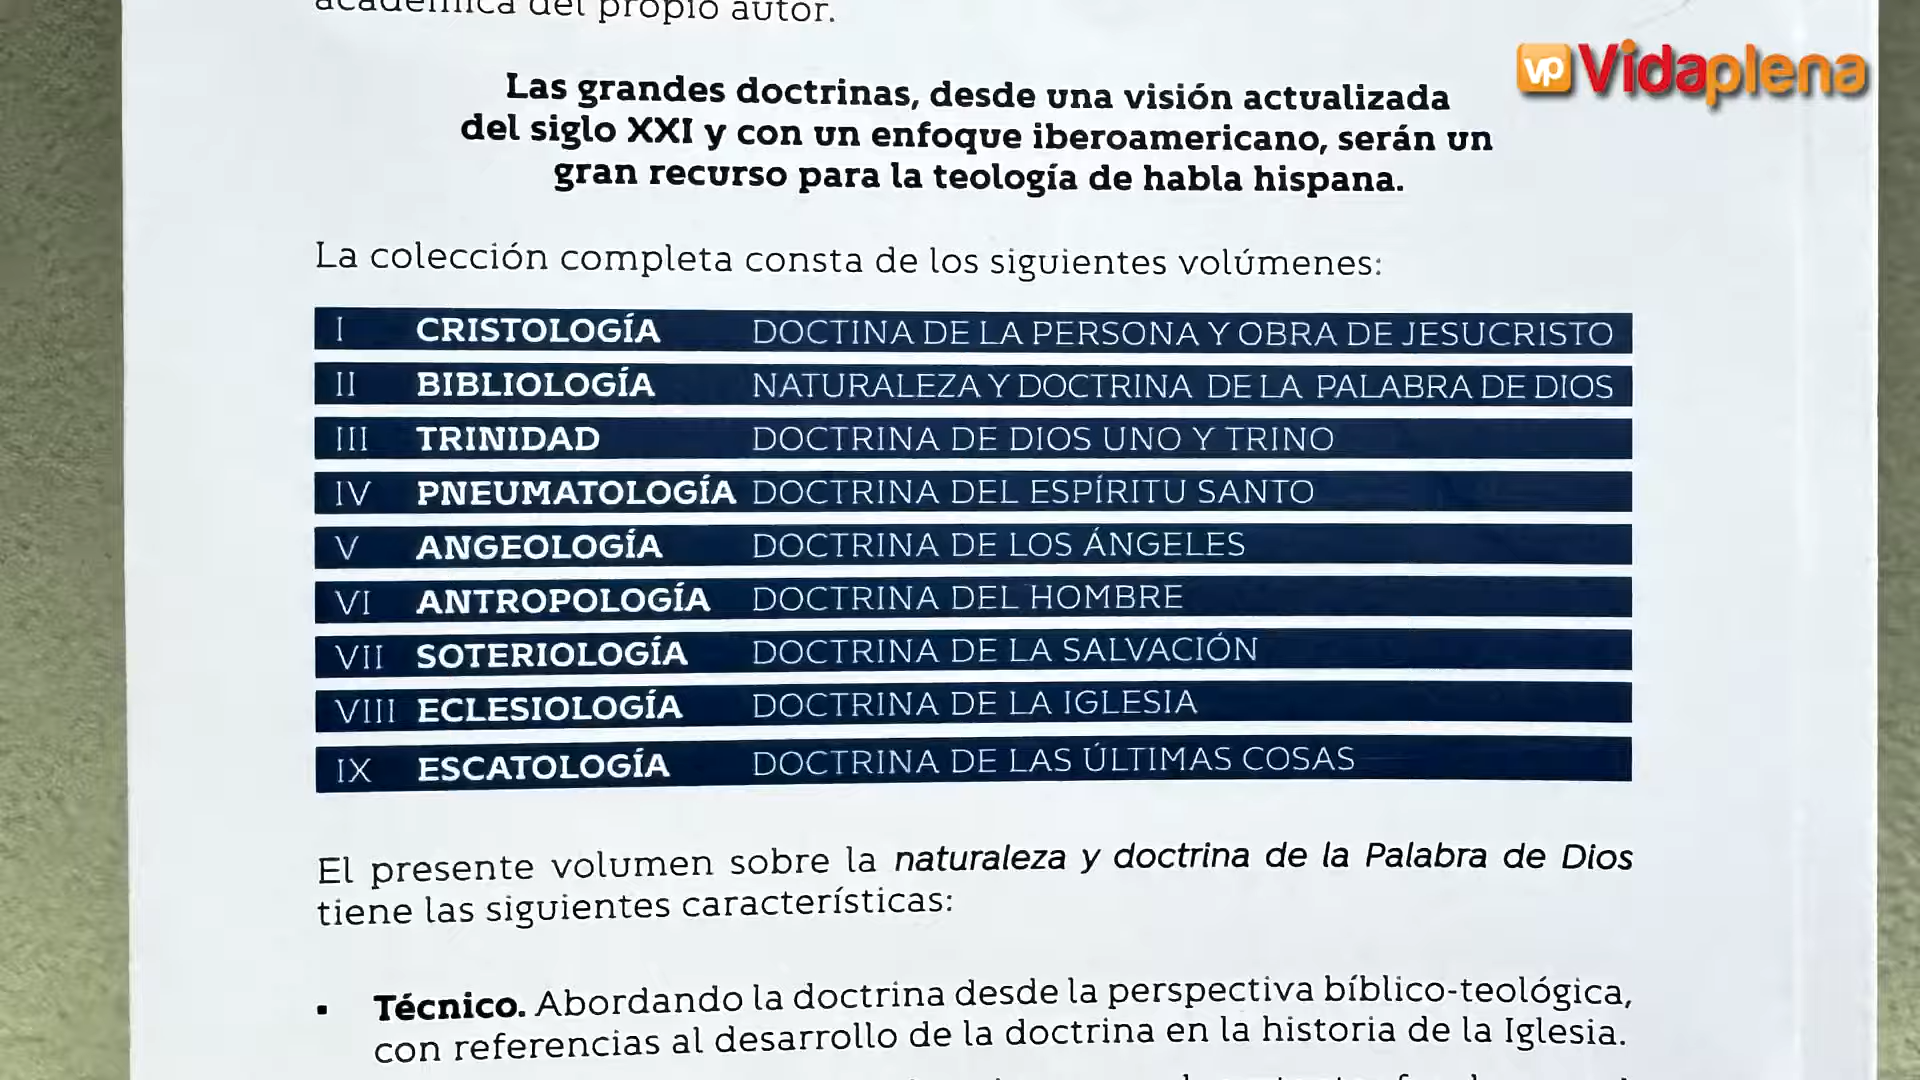 académica del propio autor.
vp Vidaplena
Las grandes doctrinas, desde una visión actualizada
del siglo XXI y con un enfoque iberoamericano, serán un
gran recurso para la teología de habla hispana.
La colección completa consta de los siguientes volúmenes:
I CRISTOLOGÍA DOCTINA DE LA PERSONA Y OBRA DE JESUCRISTO
II BIBLIOLOGÍA NATURALEZA Y DOCTRINA DE LA PALABRA DE DIOS
III TRINIDAD DOCTRINA DE DIOS UNO Y TRINO
IV PNEUMATOLOGÍA DOCTRINA DEL ESPÍRITU SANTO
V ANGEOLOGÍA DOCTRINA DE LOS ÁNGELES
VI ANTROPOLOGÍA DOCTRINA DEL HOMBRE
VII SOTERIOLOGÍA DOCTRINA DE LA SALVACIÓN
VIII ECLESIOLOGÍA DOCTRINA DE LA IGLESIA
IX ESCATOLOGÍA DOCTRINA DE LAS ÚLTIMAS COSAS
El presente volumen sobre la naturaleza y doctrina de la Palabra de Dios
tiene las siguientes características:
▪ Técnico. Abordando la doctrina desde la perspectiva bíblico-teológica,
con referencias al desarrollo de la doctrina en la historia de la Iglesia.